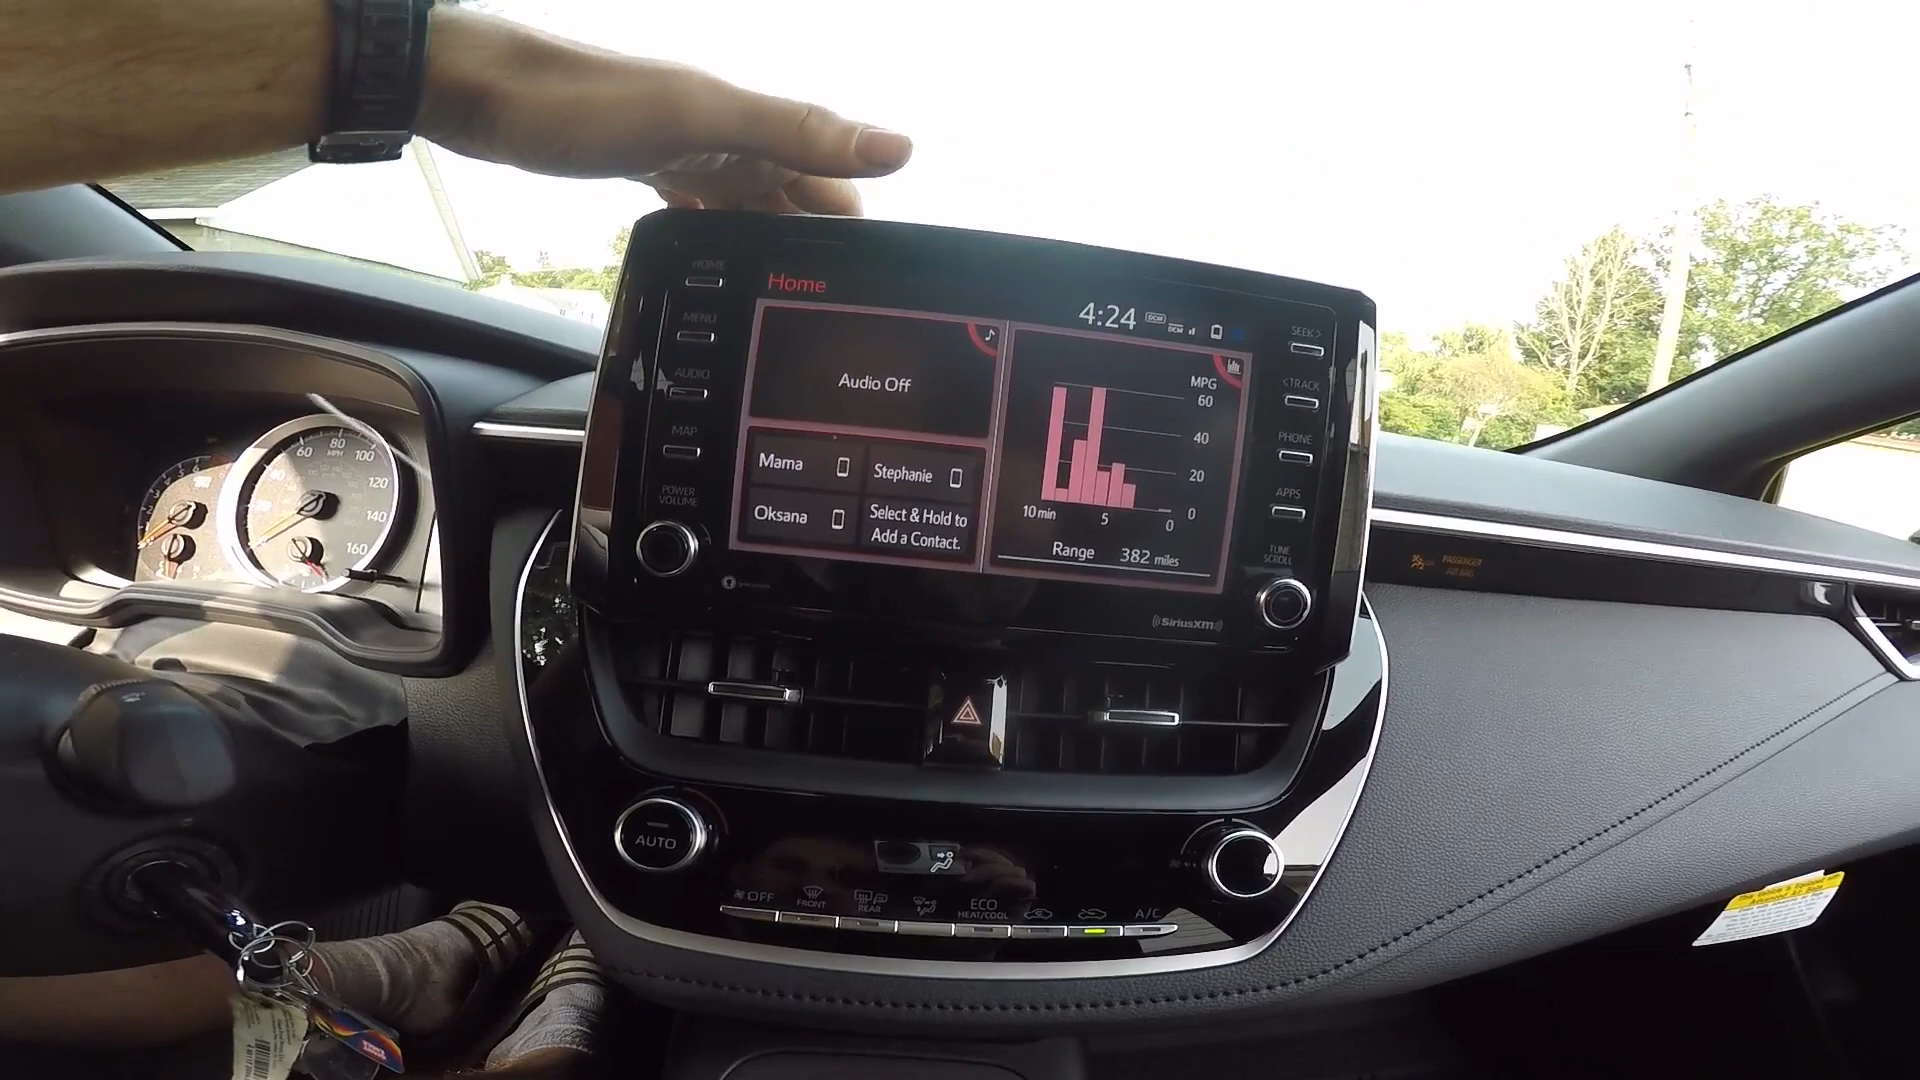 HOME
MENU
AUDIO
MAP
POWER
VOLUME
Home
4:24
DCM
DCM
Audio Off
Mama
Stephanie
Oksana
Select & Hold to
Add a Contact.
MPG
60
40
20
0
10 min
5
0
Range 382 miles
SEEK>
<TRACK
PHONE
APPS
TUNE
SCROLL
((SiriusXM))
PASSENGER
AIR BAG
60
80
MPH
100
120
140
160
AUTO
OFF
FRONT
REAR
ECO
HEAT/COOL
A/C